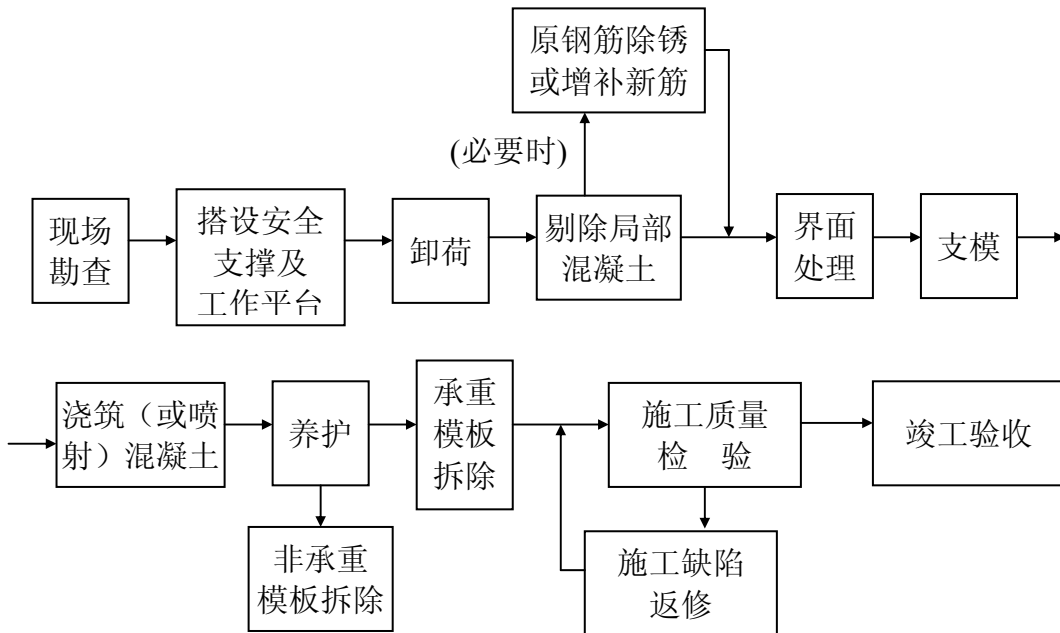 原钢筋除锈
或增补新筋
(必要时)
现场
勘查
搭设安全
支撑及
工作平台
卸荷
剔除局部
混凝土
界面
处理
支模
浇筑（或喷
射）混凝土
养护
承重
模板
拆除
施工质量
检 验
竣工验收
非承重
模板拆除
施工缺陷
返修